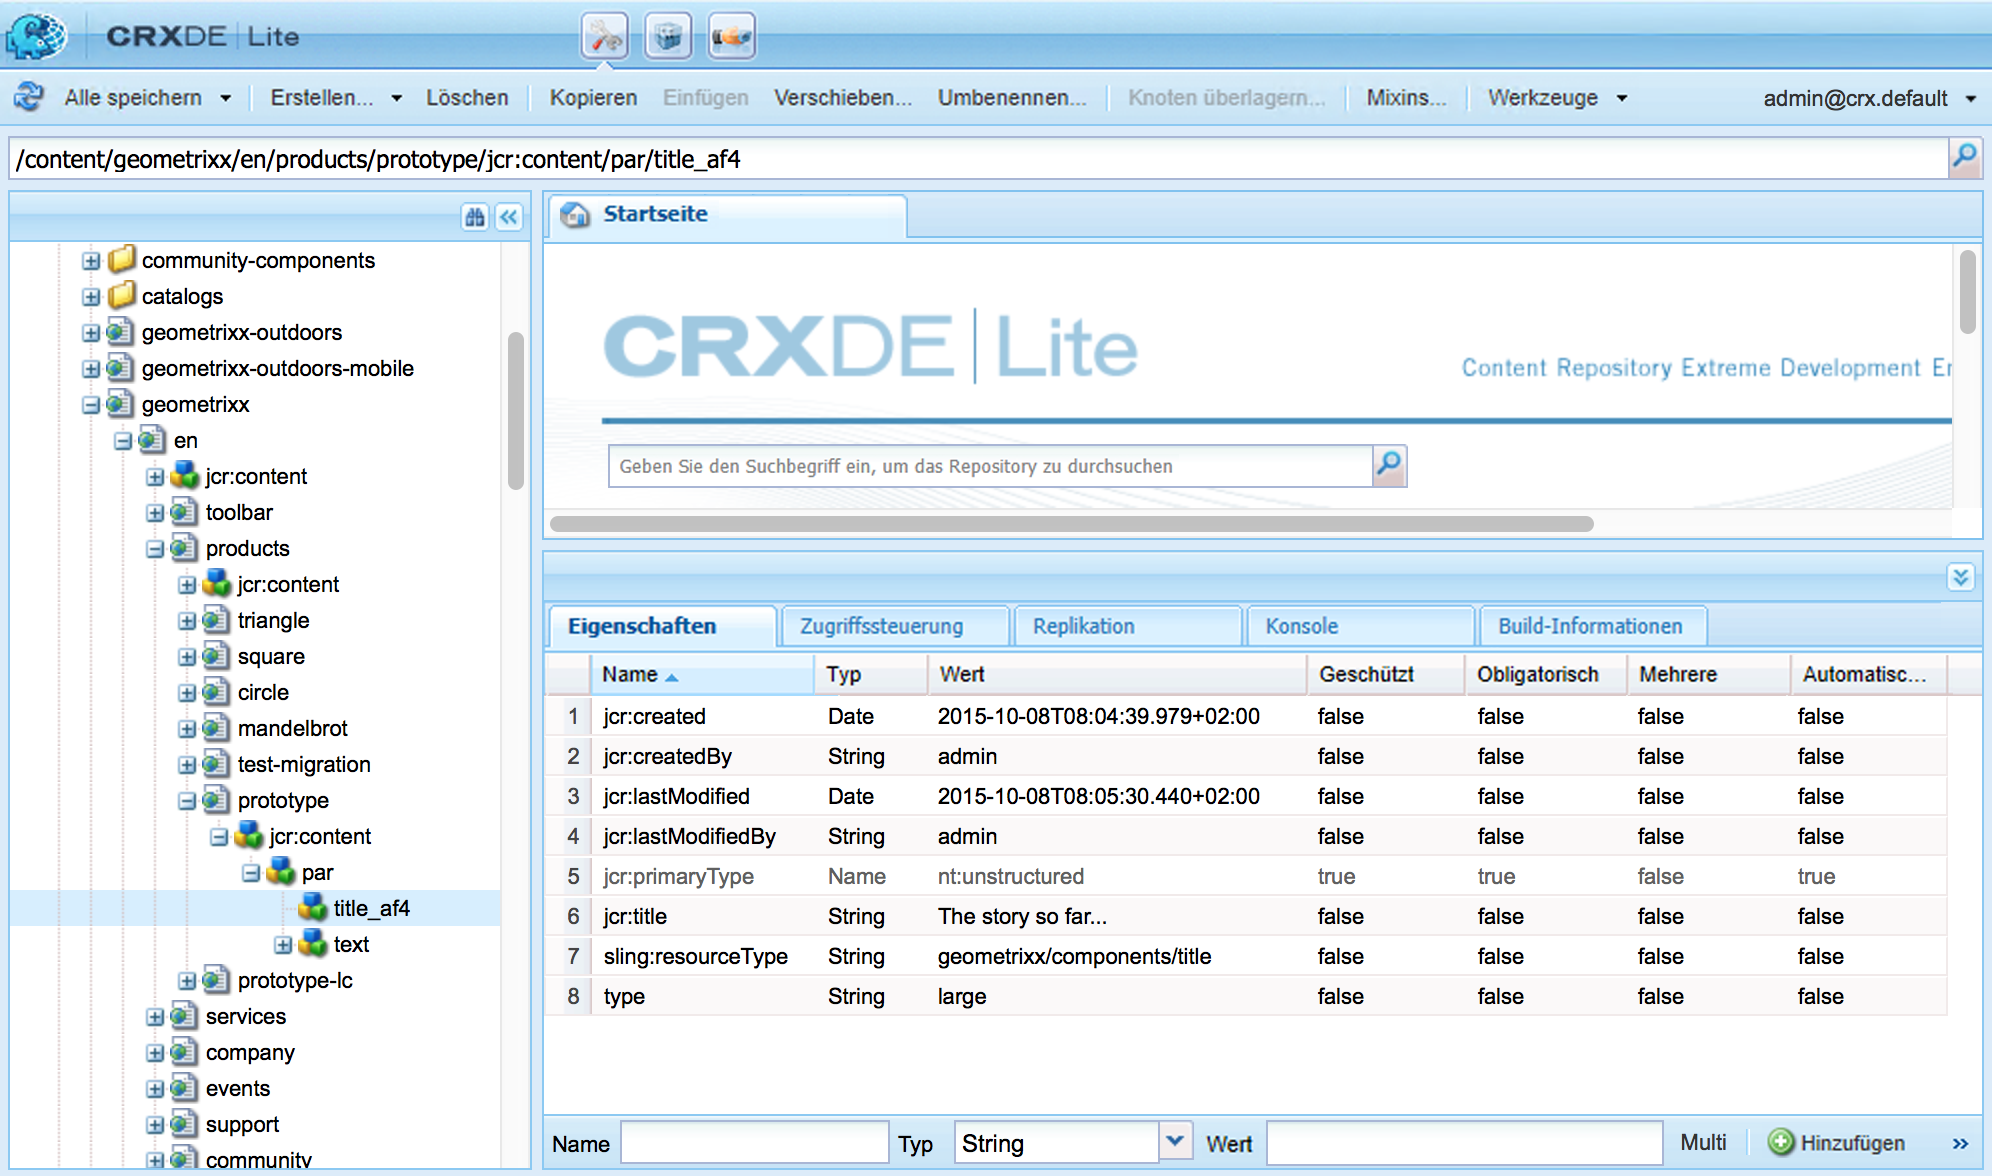 CRXDE Lite
Alle speichern Erstellen... Löschen Kopieren Einfügen Verschieben... Umbenennen... Knoten überlagern... Mixins... Werkzeuge admin@crx.default
/content/geometrixx/en/products/prototype/jcr:content/par/title_af4
community-components
catalogs
geometrixx-outdoors
geometrixx-outdoors-mobile
geometrixx
en
jcr:content
toolbar
products
jcr:content
triangle
square
circle
mandelbrot
test-migration
prototype
jcr:content
par
title_af4
text
prototype-lc
services
company
events
support
community
Startseite
CRXDE Lite
Content Repository Extreme Development
Geben Sie den Suchbegriff ein, um das Repository zu durchsuchen
Eigenschaften Zugriffssteuerung Replikation Konsole Build-Informationen
Name Typ Wert Geschützt Obligatorisch Mehrere Automatisc...
1 jcr:created Date 2015-10-08T08:04:39.979+02:00 false false false false
2 jcr:createdBy String admin false false false false
3 jcr:lastModified Date 2015-10-08T08:05:30.440+02:00 false false false false
4 jcr:lastModifiedBy String admin false false false false
5 jcr:primaryType Name nt:unstructured true true false true
6 jcr:title String The story so far... false false false false
7 sling:resourceType String geometrixx/components/title false false false false
8 type String large false false false false
Name Typ String Wert Multi Hinzufügen »